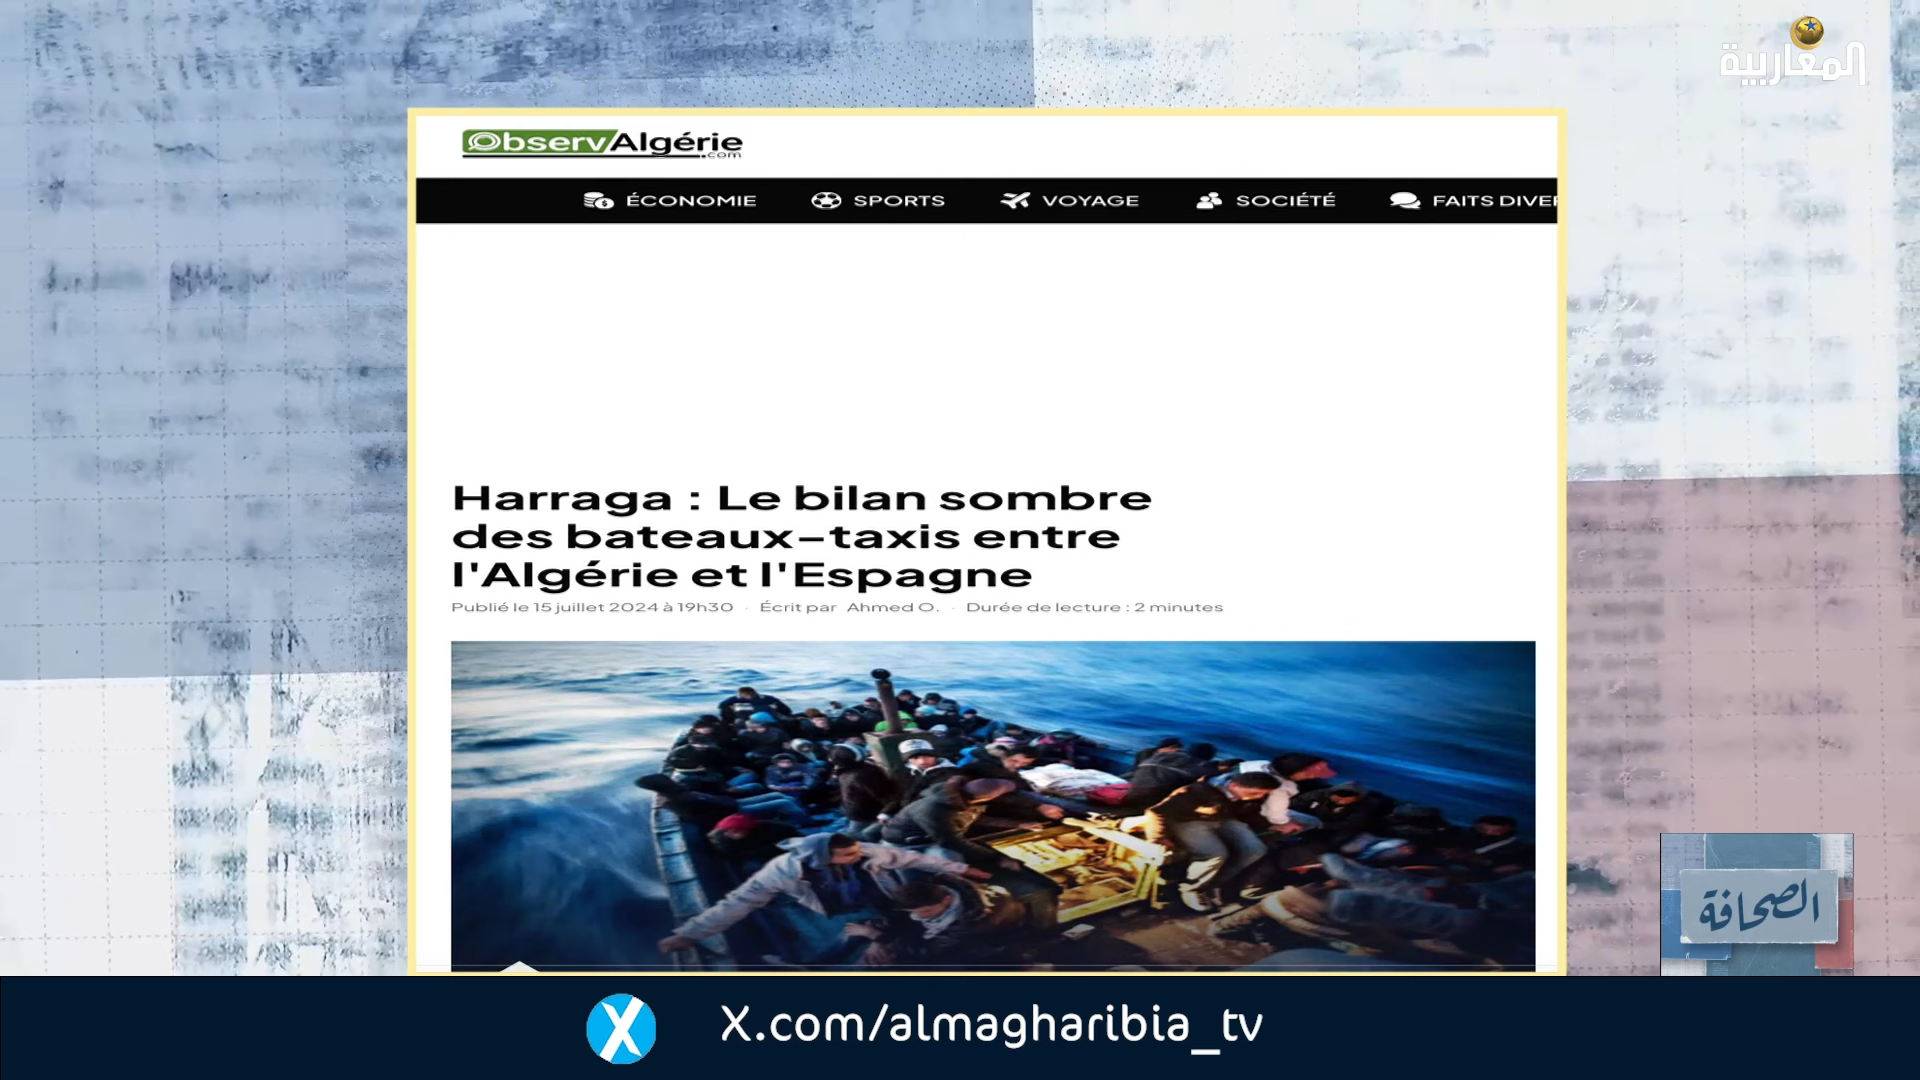 المغاربية
ObservAlgérie
.com
ÉCONOMIE SPORTS VOYAGE SOCIÉTÉ FAITS DIVER
Harraga : Le bilan sombre
des bateaux-taxis entre
l'Algérie et l'Espagne
Publié le 15 juillet 2024 à 19h30 · Écrit par Ahmed O. · Durée de lecture : 2 minutes
الصحافة
X.com/almagharibia_tv